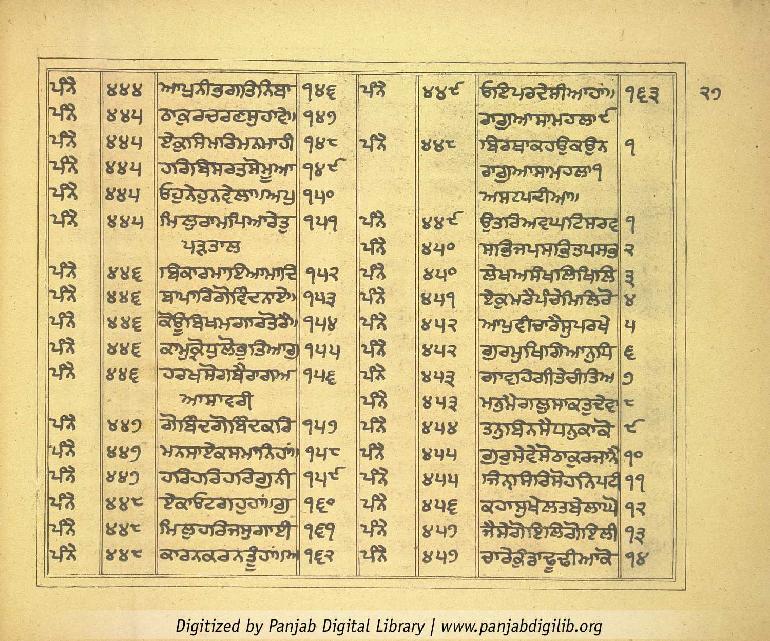 ਪੰਨੇ ੪੪੪ ਆਪੁਨੀਭਗਤਿਨਿਬਾ ੧੪੬
ਪੰਨੇ ੪੪੫ ਠਾਕੁਰਚਰਣਸੁਹਾਵੇ॥ ੧੪੭
ਪੰਨੇ ੪੪੫ ਏਕੁਸਿਮਰਿਮਨਮਾਹੀ ੧੪੮
ਪੰਨੇ ੪੪੫ ਹਰਿਬਿਸਰਤਸੋਮੂਆ ੧੪੯
ਪੰਨੇ ੪੪੫ ਓਹੁਨੇਹੁਨਵੇਲਾ॥ਅਪੁ ੧੫੦
ਪੰਨੇ ੪੪੫ ਮਿਲੁਰਾਮਪਿਆਰੇਤੁ ੧੫੧
ਪੜਤਾਲ
ਪੰਨੇ ੪੪੬ ਬਿਕਾਰਮਾਇਆਮਾਦਿ ੧੫੨
ਪੰਨੇ ੪੪੬ ਬਾਪਾਰਿਗੋਵਿੰਦਨਾਏ॥ ੧੫੩
ਪੰਨੇ ੪੪੬ ਕੋਊਬਿਖਮਗਾਰਤੋਰੈ॥ ੧੫੪
ਪੰਨੇ ੪੪੬ ਕਾਮੁਕ੍ਰੋਧੁਲੋਭੁਤਿਆਗੁ ੧੫੫
ਪੰਨੇ ੪੪੬ ਹਰਖਸੋਗਬੈਰਾਗਅ ੧੫੬
ਆਸਾਵਰੀ
ਪੰਨੇ ੪੪੭ ਗੋਬਿੰਦਗੋਬਿੰਦਕਰਿ ੧੫੭
ਪੰਨੇ ੪੪੭ ਮਨਸਾਏਕਮਾਨਿਹਾਂ॥ ੧੫੮
ਪੰਨੇ ੪੪੭ ਹਰਿਹਰਿਹਰਿਗੁਨੀ ੧੫੯
ਪੰਨੇ ੪੪੮ ਏਕਾਓਟਗਹੁਹਾਂ॥ਗੁ ੧੬੦
ਪੰਨੇ ੪੪੮ ਮਿਲੁਹਰਿਜਸੁਗਾਈ ੧੬੧
ਪੰਨੇ ੪੪੮ ਕਾਰਨਕਰਨਤੂੰਹਾਂ॥ਅ ੧੬੨
ਪੰਨੇ ੪੪੯ ਓਇਪਰਦੇਸੀਆਹਾਂ॥ ੧੬੩
ਰਾਗੁਆਸਾਮਹਲਾ੯
ਪੰਨੇ ੪੪੮ ਬਿਰਥਾਕਹਉਕਉਨ ੧
ਰਾਗੁਆਸਾਮਹਲਾ੧
ਅਸਟਪਦੀਆ॥
ਪੰਨੇ ੪੪੯ ਉਤਰਿਅਵਘਟਿਸਰਵ ੧
ਪੰਨੇ ੪੫੦ ਸਭਿਜਪਸਭਿਤਪਸਭ ੨
ਪੰਨੇ ੪੫੦ ਲੇਖਅਸੰਖਲਿਖਿਲਿ ੩
ਪੰਨੇ ੪੫੧ ਏਕੁਮਰੈਪੰਚੇਮਿਲਿਰੋ ੪
ਪੰਨੇ ੪੫੨ ਆਪੁਵੀਚਾਰੈਸੁਪਰਖੇ ੫
ਪੰਨੇ ੪੫੨ ਗੁਰਮੁਖਿਗਿਆਨੁਧਿ ੬
ਪੰਨੇ ੪੫੩ ਗਾਵਹਿਗੀਤੇਚੀਤਿਅ ੭
ਪੰਨੇ ੪੫੩ ਮਨੁਮੈਗਲੁਸਾਕਤੁਦੇਵਾ ੮
ਪੰਨੇ ੪੫੪ ਤਨੁਬਿਨਸੈਧਨੁਕਾਕੋ ੯
ਪੰਨੇ ੪੫੫ ਗੁਰੁਸੇਵੇਸੋਠਾਕੁਰਜਾਨੈ ੧੦
ਪੰਨੇ ੪੫੫ ਜਿਨਾਸਿਰਿਸੋਹਨਿਪਟੀ ੧੧
ਪੰਨੇ ੪੫੬ ਕਹਾਸੁਖੇਲਤਬੇਲਾਘੋ ੧੨
ਪੰਨੇ ੪੫੭ ਜੈਸੇਗੋਇਲਿਗੋਇਲੀ ੧੩
ਪੰਨੇ ੪੫੭ ਚਾਰੇਕੁੰਡਾਢੂਢੀਆਕੋ ੧੪
੨੭
Digitized by Panjab Digital Library | www.panjabdigilib.org